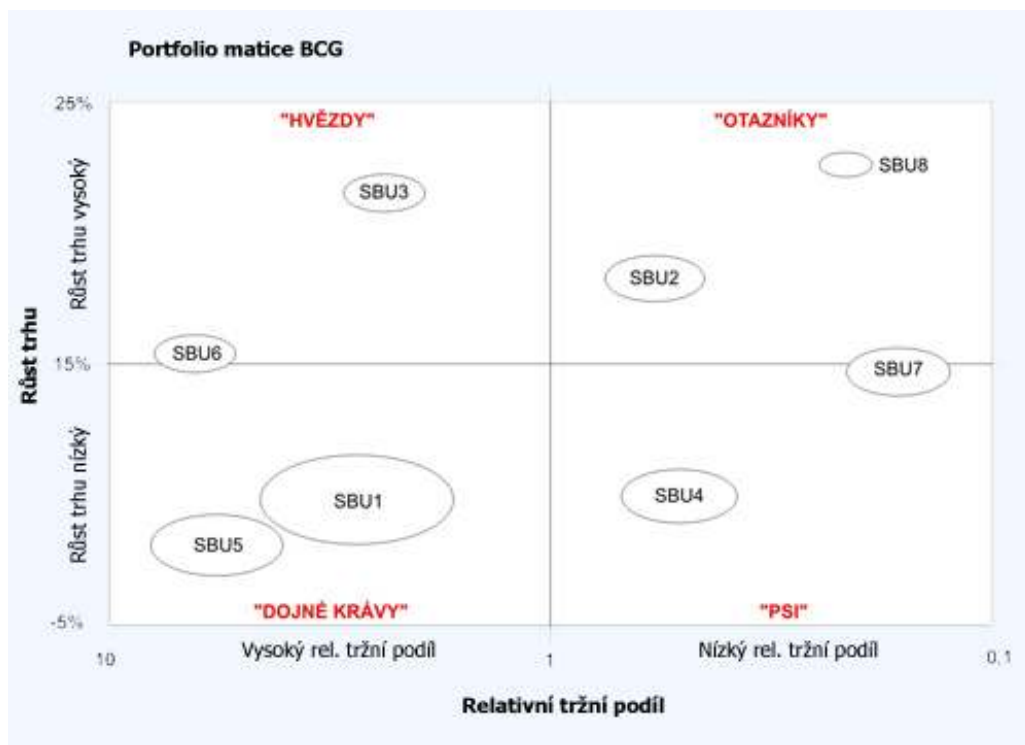 Portfolio matice BCG
25%
"HVĚZDY"
"OTAZNÍKY"
SBU8
SBU3
Růst trhu vysoký
SBU2
Růst trhu
SBU6
15%
SBU7
Růst trhu nízký
SBU1
SBU4
SBU5
"DOJNÉ KRÁVY"
"PSI"
-5%
10
Vysoký rel. tržní podíl
1
Nízký rel. tržní podíl
0,1
Relativní tržní podíl